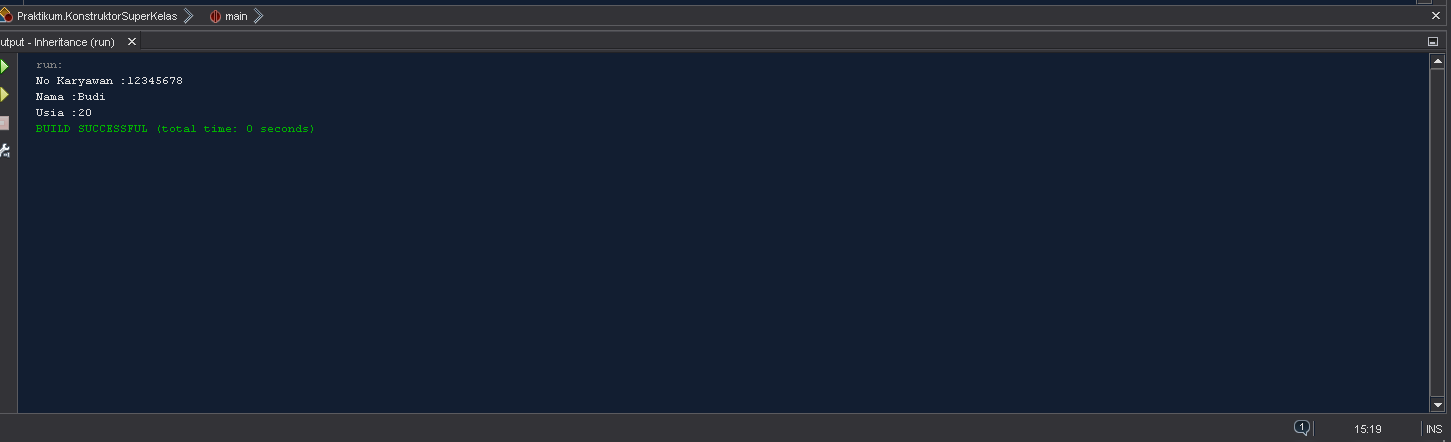 Praktikum.KonstruktorSuperKelas main
utput - Inheritance (run)
run:
No Karyawan :12345678
Nama :Budi
Usia :20
BUILD SUCCESSFUL (total time: 0 seconds)
1 15:19 INS